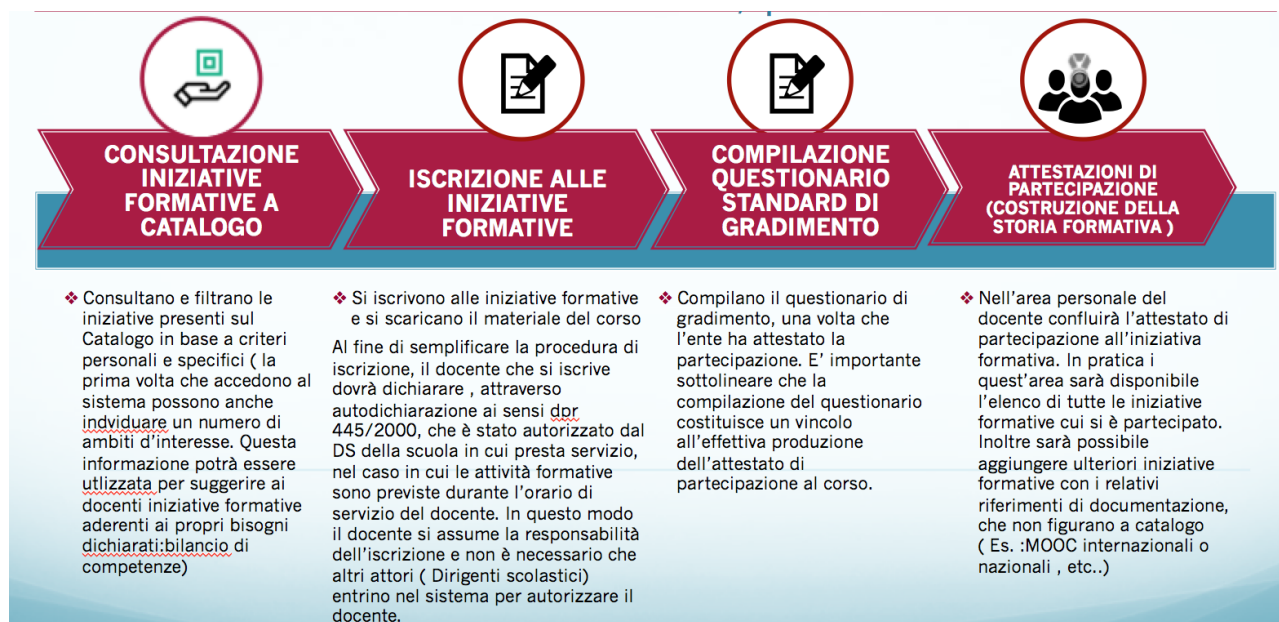 CONSULTAZIONE
INIZIATIVE
FORMATIVE A
CATALOGO
ISCRIZIONE ALLE
INIZIATIVE
FORMATIVE
COMPILAZIONE
QUESTIONARIO
STANDARD DI
GRADIMENTO
ATTESTAZIONI DI
PARTECIPAZIONE
(COSTRUZIONE DELLA
STORIA FORMATIVA )
❖ Consultano e filtrano le
iniziative presenti sul
Catalogo in base a criteri
personali e specifici ( la
prima volta che accedono al
sistema possono anche
indviduare un numero di
ambiti d'interesse. Questa
informazione potrà essere
utlizzata per suggerire ai
docenti iniziative formative
aderenti ai propri bisogni
dichiarati:bilancio di
competenze)
❖ Si iscrivono alle iniziative formative
e si scaricano il materiale del corso
Al fine di semplificare la procedura di
iscrizione, il docente che si iscrive
dovrà dichiarare , attraverso
autodichiarazione ai sensi dpr
445/2000, che è stato autorizzato dal
DS della scuola in cui presta servizio,
nel caso in cui le attività formative
sono previste durante l'orario di
servizio del docente. In questo modo
il docente si assume la responsabilità
dell'iscrizione e non è necessario che
altri attori ( Dirigenti scolastici)
entrino nel sistema per autorizzare il
docente.
❖ Compilano il questionario di
gradimento, una volta che
l'ente ha attestato la
partecipazione. E' importante
sottolineare che la
compilazione del questionario
costituisce un vincolo
all'effettiva produzione
dell'attestato di
partecipazione al corso.
❖ Nell'area personale del
docente confluirà l'attestato di
partecipazione all'iniziativa
formativa. In pratica i
quest'area sarà disponibile
l'elenco di tutte le iniziative
formative cui si è partecipato.
Inoltre sarà possibile
aggiungere ulteriori iniziative
formative con i relativi
riferimenti di documentazione,
che non figurano a catalogo
( Es. :MOOC internazionali o
nazionali , etc..)